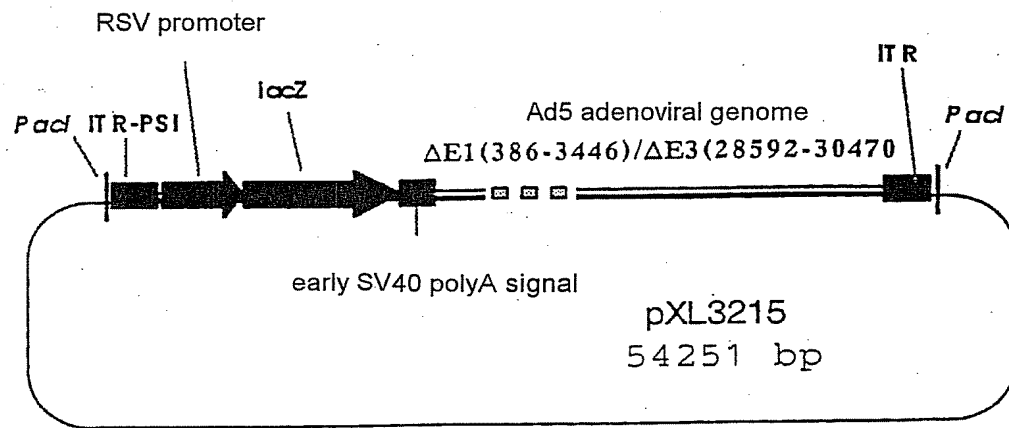 RSV promoter
ITR
lacZ
PacI ITR-PSI
Ad5 adenoviral genome
PacI
ΔE1(386-3446)/ΔE3(28592-30470
early SV40 polyA signal
pXL3215
54251 bp